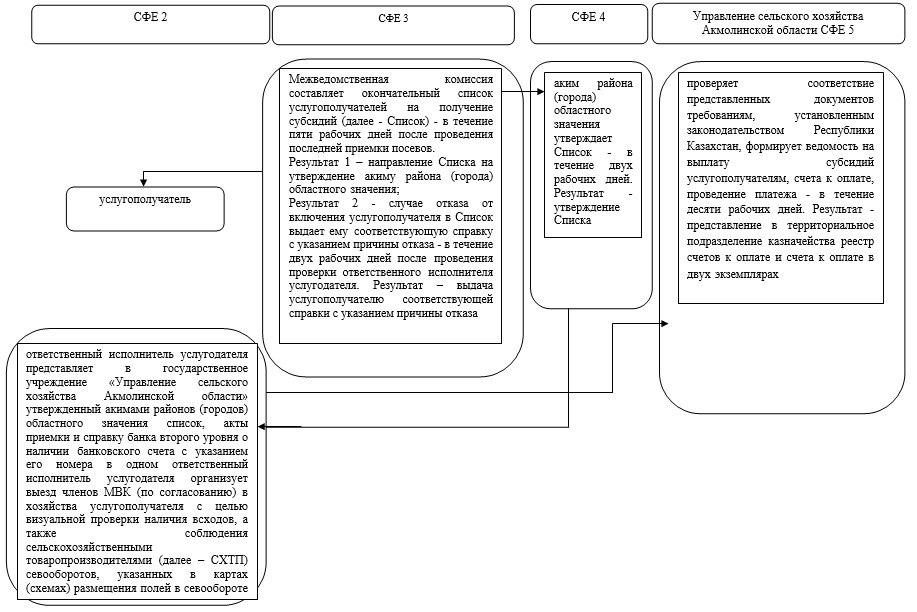 СФЕ 2
СФЕ 3
СФЕ 4
Управление сельского хозяйства
Акмолинской области СФЕ 5
Межведомственная комиссия
составляет окончательный список
услугополучателей на получение
субсидий (далее - Список) - в течение
пяти рабочих дней после проведения
последней приемки посевов.
Результат 1 – направление Списка на
утверждение акиму района (города)
областного значения;
Результат 2 - случае отказа от
включения услугополучателя в Список
выдает ему соответствующую справку
с указанием причины отказа - в течение
двух рабочих дней после проведения
проверки ответственного исполнителя
услугодателя. Результат – выдача
услугополучателю соответствующей
справки с указанием причины отказа
аким района
(города)
областного
значения
утверждает
Список - в
течение двух
рабочих дней.
Результат -
утверждение
Списка
проверяет соответствие
представленных документов
требованиям, установленным
законодательством Республики
Казахстан, формирует ведомость на
выплату субсидий
услугополучателям, счета к оплате,
проведение платежа - в течение
десяти рабочих дней. Результат -
представление в территориальное
подразделение казначейства реестр
счетов к оплате и счета к оплате в
двух экземплярах
услугополучатель
ответственный исполнитель услугодателя
представляет в государственное
учреждение «Управление сельского
хозяйства Акмолинской области»
утвержденный акимами районов (городов)
областного значения список, акты
приемки и справку банка второго уровня о
наличии банковского счета с указанием
его номера в одном ответственный
исполнитель услугодателя организует
выезд членов МВК (по согласованию) в
хозяйства услугополучателя с целью
визуальной проверки наличия всходов, а
также соблюдения
сельскохозяйственными
товаропроизводителями (далее – СХТП)
севооборотов, указанных в картах
(схемах) размещения полей в севообороте